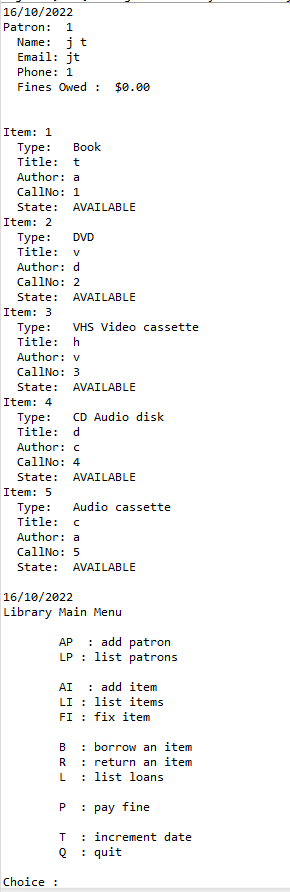 16/10/2022
Patron:  1
  Name:  j t
  Email: jt
  Phone: 1
  Fines Owed :  $0.00
Item: 1
  Type:   Book
  Title:  t
  Author: a
  CallNo: 1
  State:  AVAILABLE
Item: 2
  Type:   DVD
  Title:  v
  Author: d
  CallNo: 2
  State:  AVAILABLE
Item: 3
  Type:   VHS Video cassette
  Title:  h
  Author: v
  CallNo: 3
  State:  AVAILABLE
Item: 4
  Type:   CD Audio disk
  Title:  d
  Author: c
  CallNo: 4
  State:  AVAILABLE
Item: 5
  Type:   Audio cassette
  Title:  c
  Author: a
  CallNo: 5
  State:  AVAILABLE
16/10/2022
Library Main Menu
        AP  : add patron
        LP : list patrons
        AI  : add item
        LI : list items
        FI : fix item
        B  : borrow an item
        R  : return an item
        L  : list loans
        P  : pay fine
        T  : increment date
        Q  : quit
Choice :